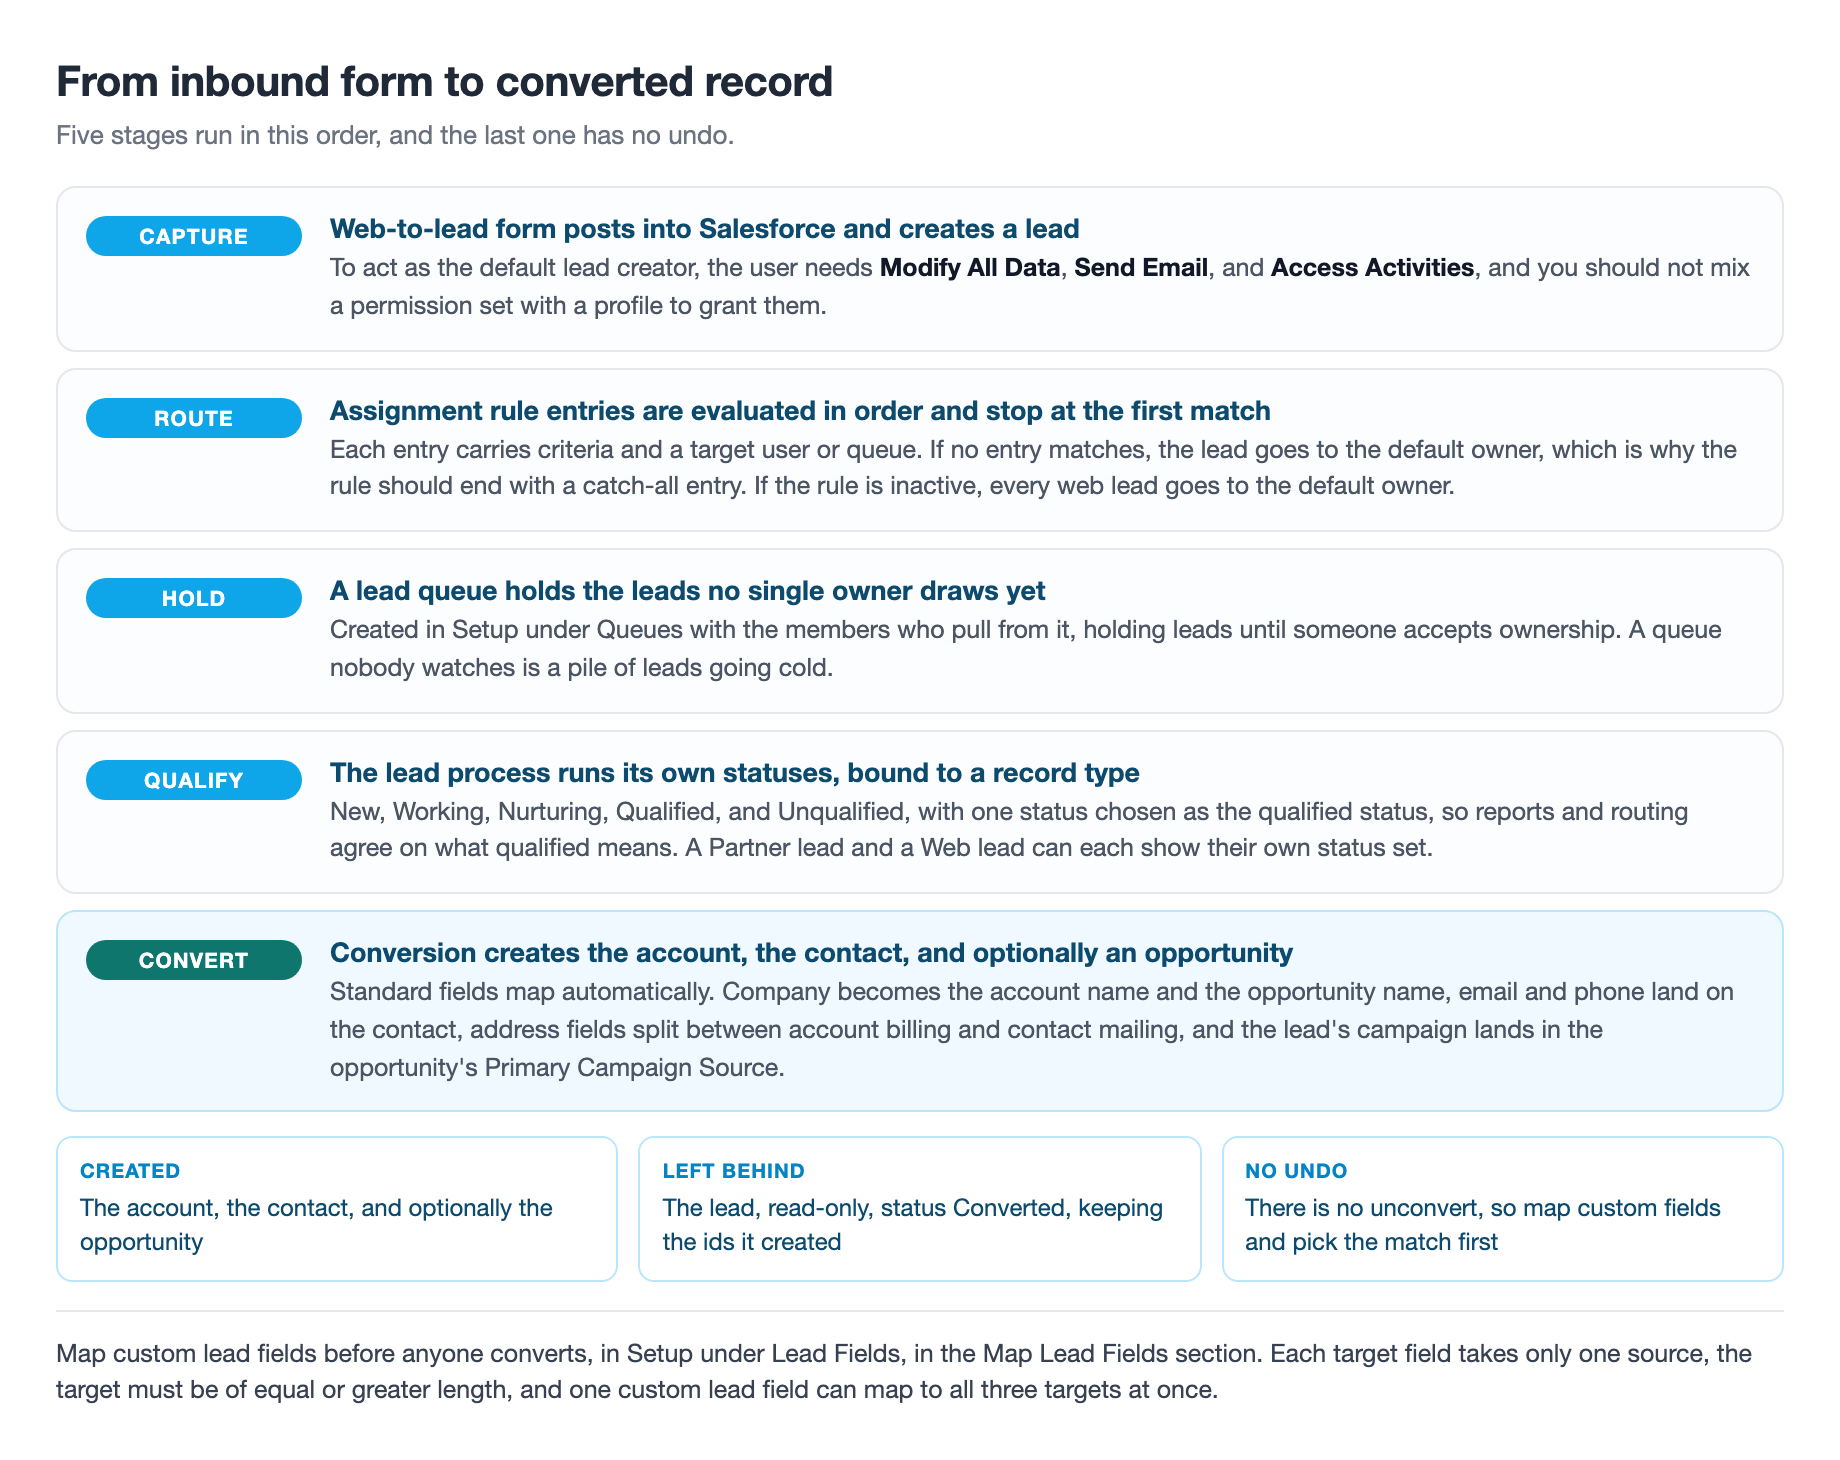 From inbound form to converted record
Five stages run in this order, and the last one has no undo.
CAPTURE
Web-to-lead form posts into Salesforce and creates a lead
To act as the default lead creator, the user needs Modify All Data, Send Email, and Access Activities, and you should not mix
a permission set with a profile to grant them.
ROUTE
Assignment rule entries are evaluated in order and stop at the first match
Each entry carries criteria and a target user or queue. If no entry matches, the lead goes to the default owner, which is why the
rule should end with a catch-all entry. If the rule is inactive, every web lead goes to the default owner.
HOLD
A lead queue holds the leads no single owner draws yet
Created in Setup under Queues with the members who pull from it, holding leads until someone accepts ownership. A queue
nobody watches is a pile of leads going cold.
QUALIFY
The lead process runs its own statuses, bound to a record type
New, Working, Nurturing, Qualified, and Unqualified, with one status chosen as the qualified status, so reports and routing
agree on what qualified means. A Partner lead and a Web lead can each show their own status set.
CONVERT
Conversion creates the account, the contact, and optionally an opportunity
Standard fields map automatically. Company becomes the account name and the opportunity name, email and phone land on
the contact, address fields split between account billing and contact mailing, and the lead's campaign lands in the
opportunity's Primary Campaign Source.
CREATED
The account, the contact, and optionally the
opportunity
LEFT BEHIND
The lead, read-only, status Converted, keeping
the ids it created
NO UNDO
There is no unconvert, so map custom fields
and pick the match first
Map custom lead fields before anyone converts, in Setup under Lead Fields, in the Map Lead Fields section. Each target field takes only one source, the
target must be of equal or greater length, and one custom lead field can map to all three targets at once.